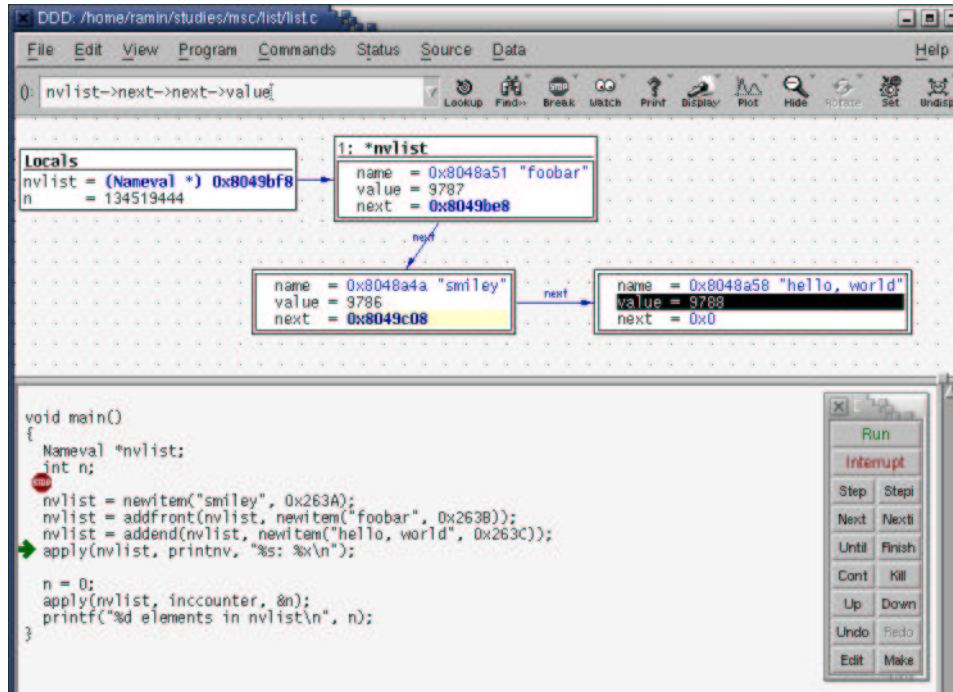 DDD: /home/ramin/studies/msc/list/list.c
File Edit View Program Commands Status Source Data Help
(): nvlist->next->next->value
Lookup Find>> Break Watch Print Display Plot Hide Rotate Set Undisp
Locals
nvlist = (Nameval *) 0x8049bf8
n = 134519444
1: *nvlist
name = 0x8048a51 "foobar"
value = 9787
next = 0x8049be8
next
name = 0x8048a4a "smiley"
value = 9786
next = 0x8049c08
next
name = 0x8048a58 "hello, world"
value = 9788
next = 0x0
void main()
{
Nameval *nvlist;
int n;
STOP
nvlist = newitem("smiley", 0x263A);
nvlist = addfront(nvlist, newitem("foobar", 0x263B));
nvlist = addend(nvlist, newitem("hello, world", 0x263C));
apply(nvlist, printnv, "%s: %x\n");
n = 0;
apply(nvlist, inccounter, &n);
printf("%d elements in nvlist\n", n);
}
Run
Interrupt
Step Stepi
Next Nexti
Until Finish
Cont Kill
Up Down
Undo Redo
Edit Make